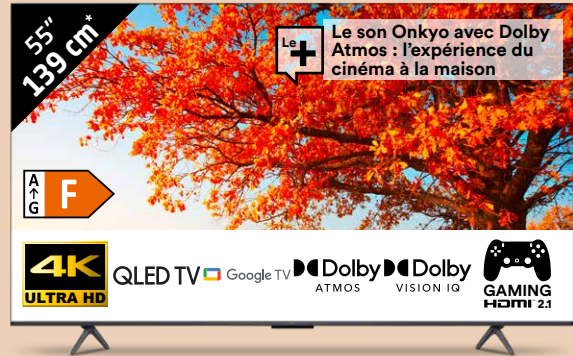 55"
139 cm*
Le +
Le son Onkyo avec Dolby
Atmos : l'expérience du
cinéma à la maison
A
↑
G
F
4K
ULTRA HD
QLED TV
Google TV
Dolby
ATMOS
Dolby
VISION IQ
GAMING
HDMI 2.1